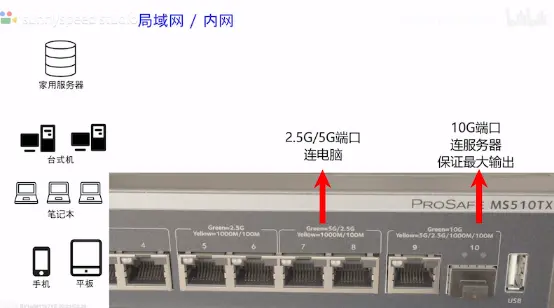 sunnyspeed studio
局域网 / 内网
家用服务器
台式机
笔记本
手机
平板
2.5G/5G端口
连电脑
10G端口
连服务器
保证最大输出
PROSAFE MS510TX
Green=2.5G
Yellow=1000M/100M
Green=5G/2.5G
Yellow=1000M/100M
Green=10G
Yellow=5G/2.5G/1000M/100M
4
5
6
7
8
9
10
USB